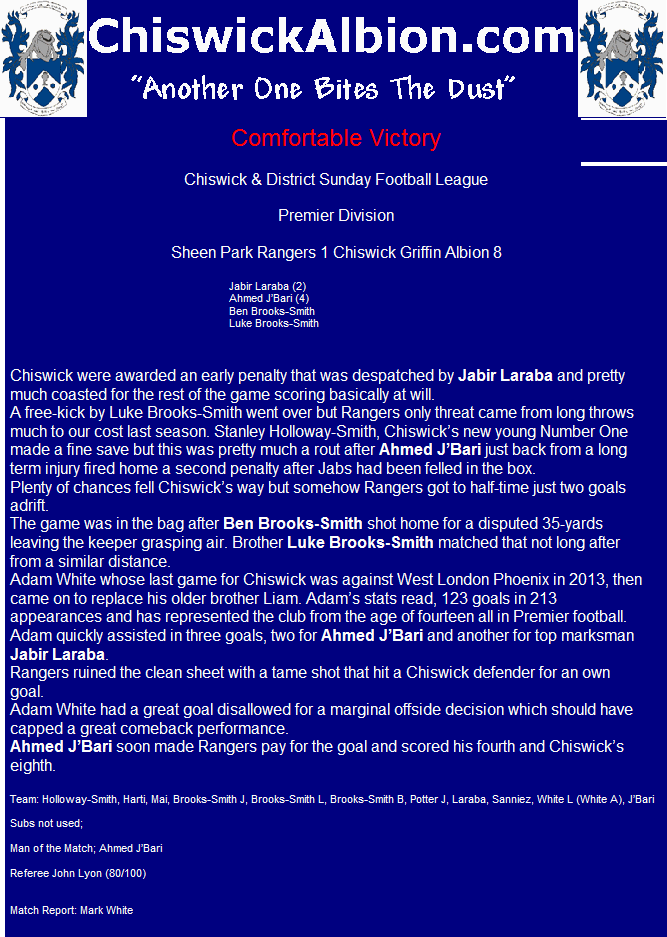 ChiswickAlbion.com
“Another One Bites The Dust”
Comfortable Victory
Chiswick & District Sunday Football League
Premier Division
Sheen Park Rangers 1 Chiswick Griffin Albion 8
Jabir Laraba (2)
Ahmed J'Bari (4)
Ben Brooks-Smith
Luke Brooks-Smith
Chiswick were awarded an early penalty that was despatched by Jabir Laraba and pretty
much coasted for the rest of the game scoring basically at will.
A free-kick by Luke Brooks-Smith went over but Rangers only threat came from long throws
much to our cost last season. Stanley Holloway-Smith, Chiswick’s new young Number One
made a fine save but this was pretty much a rout after Ahmed J’Bari just back from a long
term injury fired home a second penalty after Jabs had been felled in the box.
Plenty of chances fell Chiswick’s way but somehow Rangers got to half-time just two goals
adrift.
The game was in the bag after Ben Brooks-Smith shot home for a disputed 35-yards
leaving the keeper grasping air. Brother Luke Brooks-Smith matched that not long after
from a similar distance.
Adam White whose last game for Chiswick was against West London Phoenix in 2013, then
came on to replace his older brother Liam. Adam’s stats read, 123 goals in 213
appearances and has represented the club from the age of fourteen all in Premier football.
Adam quickly assisted in three goals, two for Ahmed J’Bari and another for top marksman
Jabir Laraba.
Rangers ruined the clean sheet with a tame shot that hit a Chiswick defender for an own
goal.
Adam White had a great goal disallowed for a marginal offside decision which should have
capped a great comeback performance.
Ahmed J’Bari soon made Rangers pay for the goal and scored his fourth and Chiswick’s
eighth.
Team: Holloway-Smith, Harti, Mai, Brooks-Smith J, Brooks-Smith L, Brooks-Smith B, Potter J, Laraba, Sanniez, White L (White A), J'Bari
Subs not used;
Man of the Match; Ahmed J'Bari
Referee John Lyon (80/100)
Match Report: Mark White